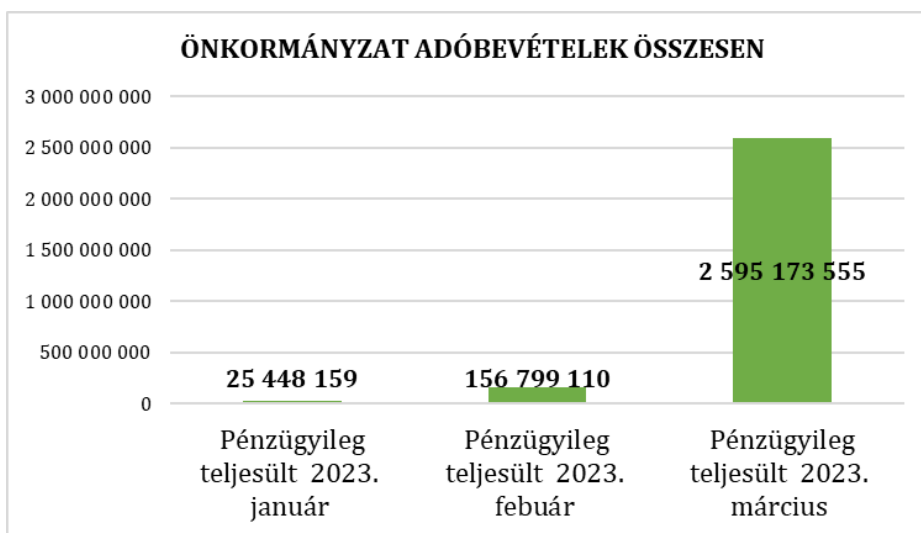 ÖNKORMÁNYZAT ADÓBEVÉTELEK ÖSSZESEN
3 000 000 000
2 500 000 000
2 000 000 000
1 500 000 000
1 000 000 000
500 000 000
0
25 448 159
156 799 110
2 595 173 555
Pénzügyileg
teljesült 2023.
január
Pénzügyileg
teljesült 2023.
febuár
Pénzügyileg
teljesült 2023.
március